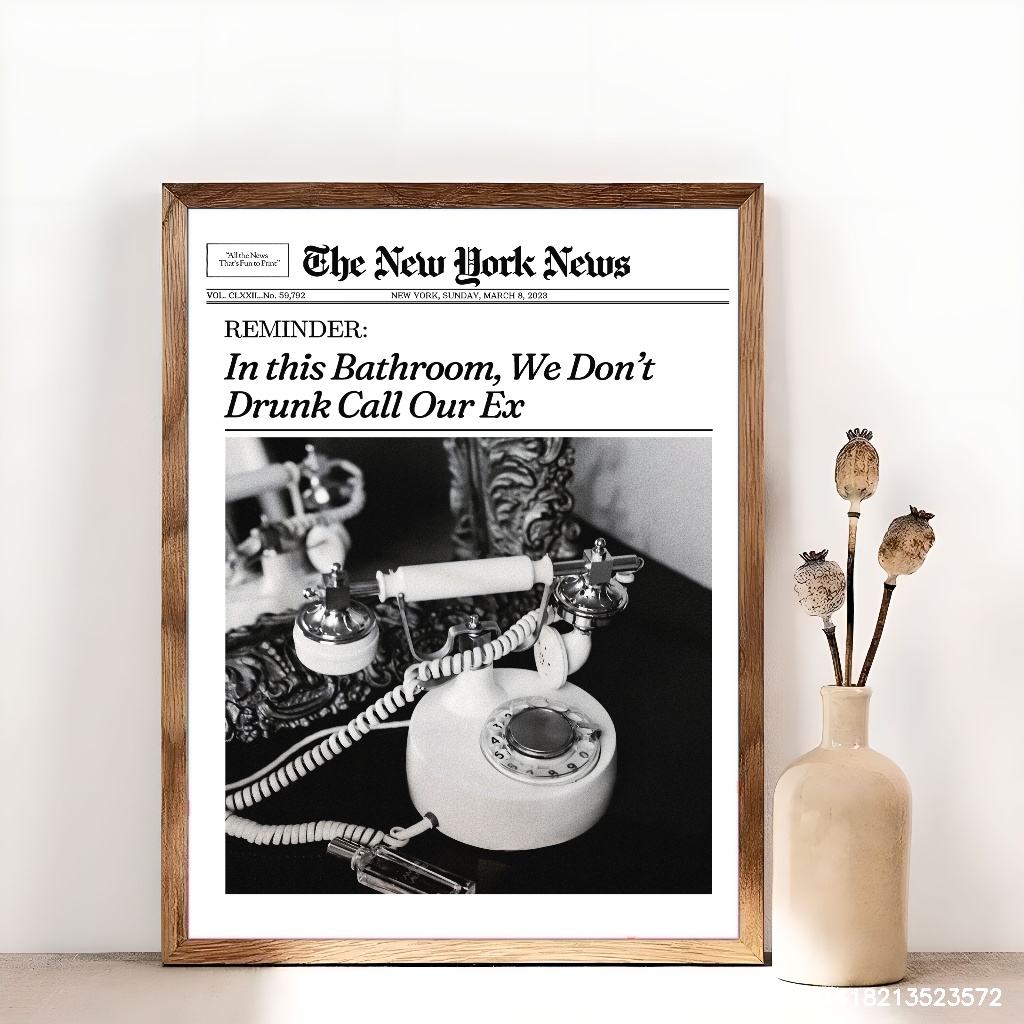 "All the News
That's Fun to Print"
The New York News
VOL. CLXXII...No. 59,792
NEW YORK, SUNDAY, MARCH 8, 2023
REMINDER:
In this Bathroom, We Don't
Drunk Call Our Ex
18213523572